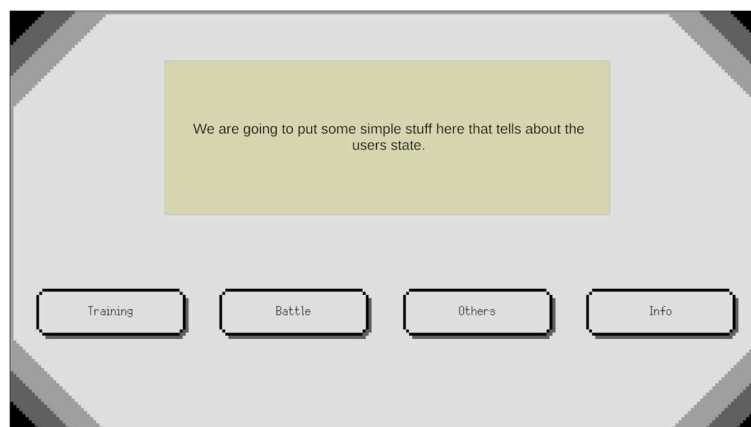 We are going to put some simple stuff here that tells about the
users state.
Training
Battle
Others
Info